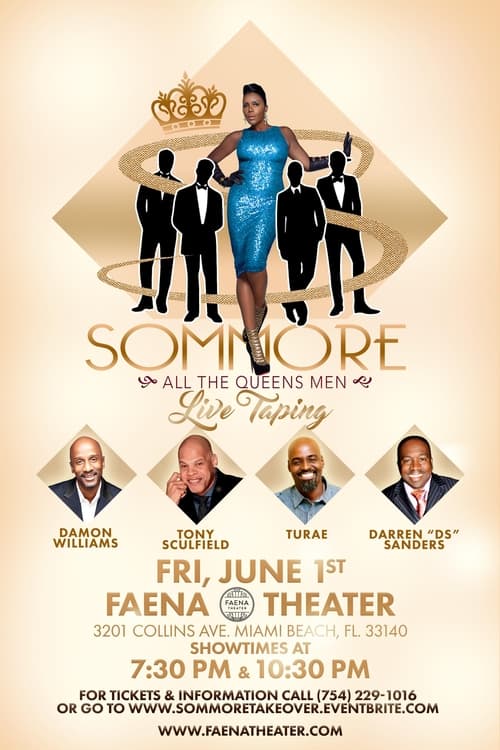 SOMMORE
ALL THE QUEENS MEN
Live Taping
DAMON WILLIAMS
TONY SCULFIELD
TURAE
DARREN "DS" SANDERS
FRI, JUNE 1ST
FAENA FAENA THEATER THEATER
3201 COLLINS AVE. MIAMI BEACH, FL. 33140
SHOWTIMES AT
7:30 PM & 10:30 PM
FOR TICKETS & INFORMATION CALL (754) 229-1016
OR GO TO WWW.SOMMORETAKEOVER.EVENTBRITE.COM
WWW.FAENATHEATER.COM